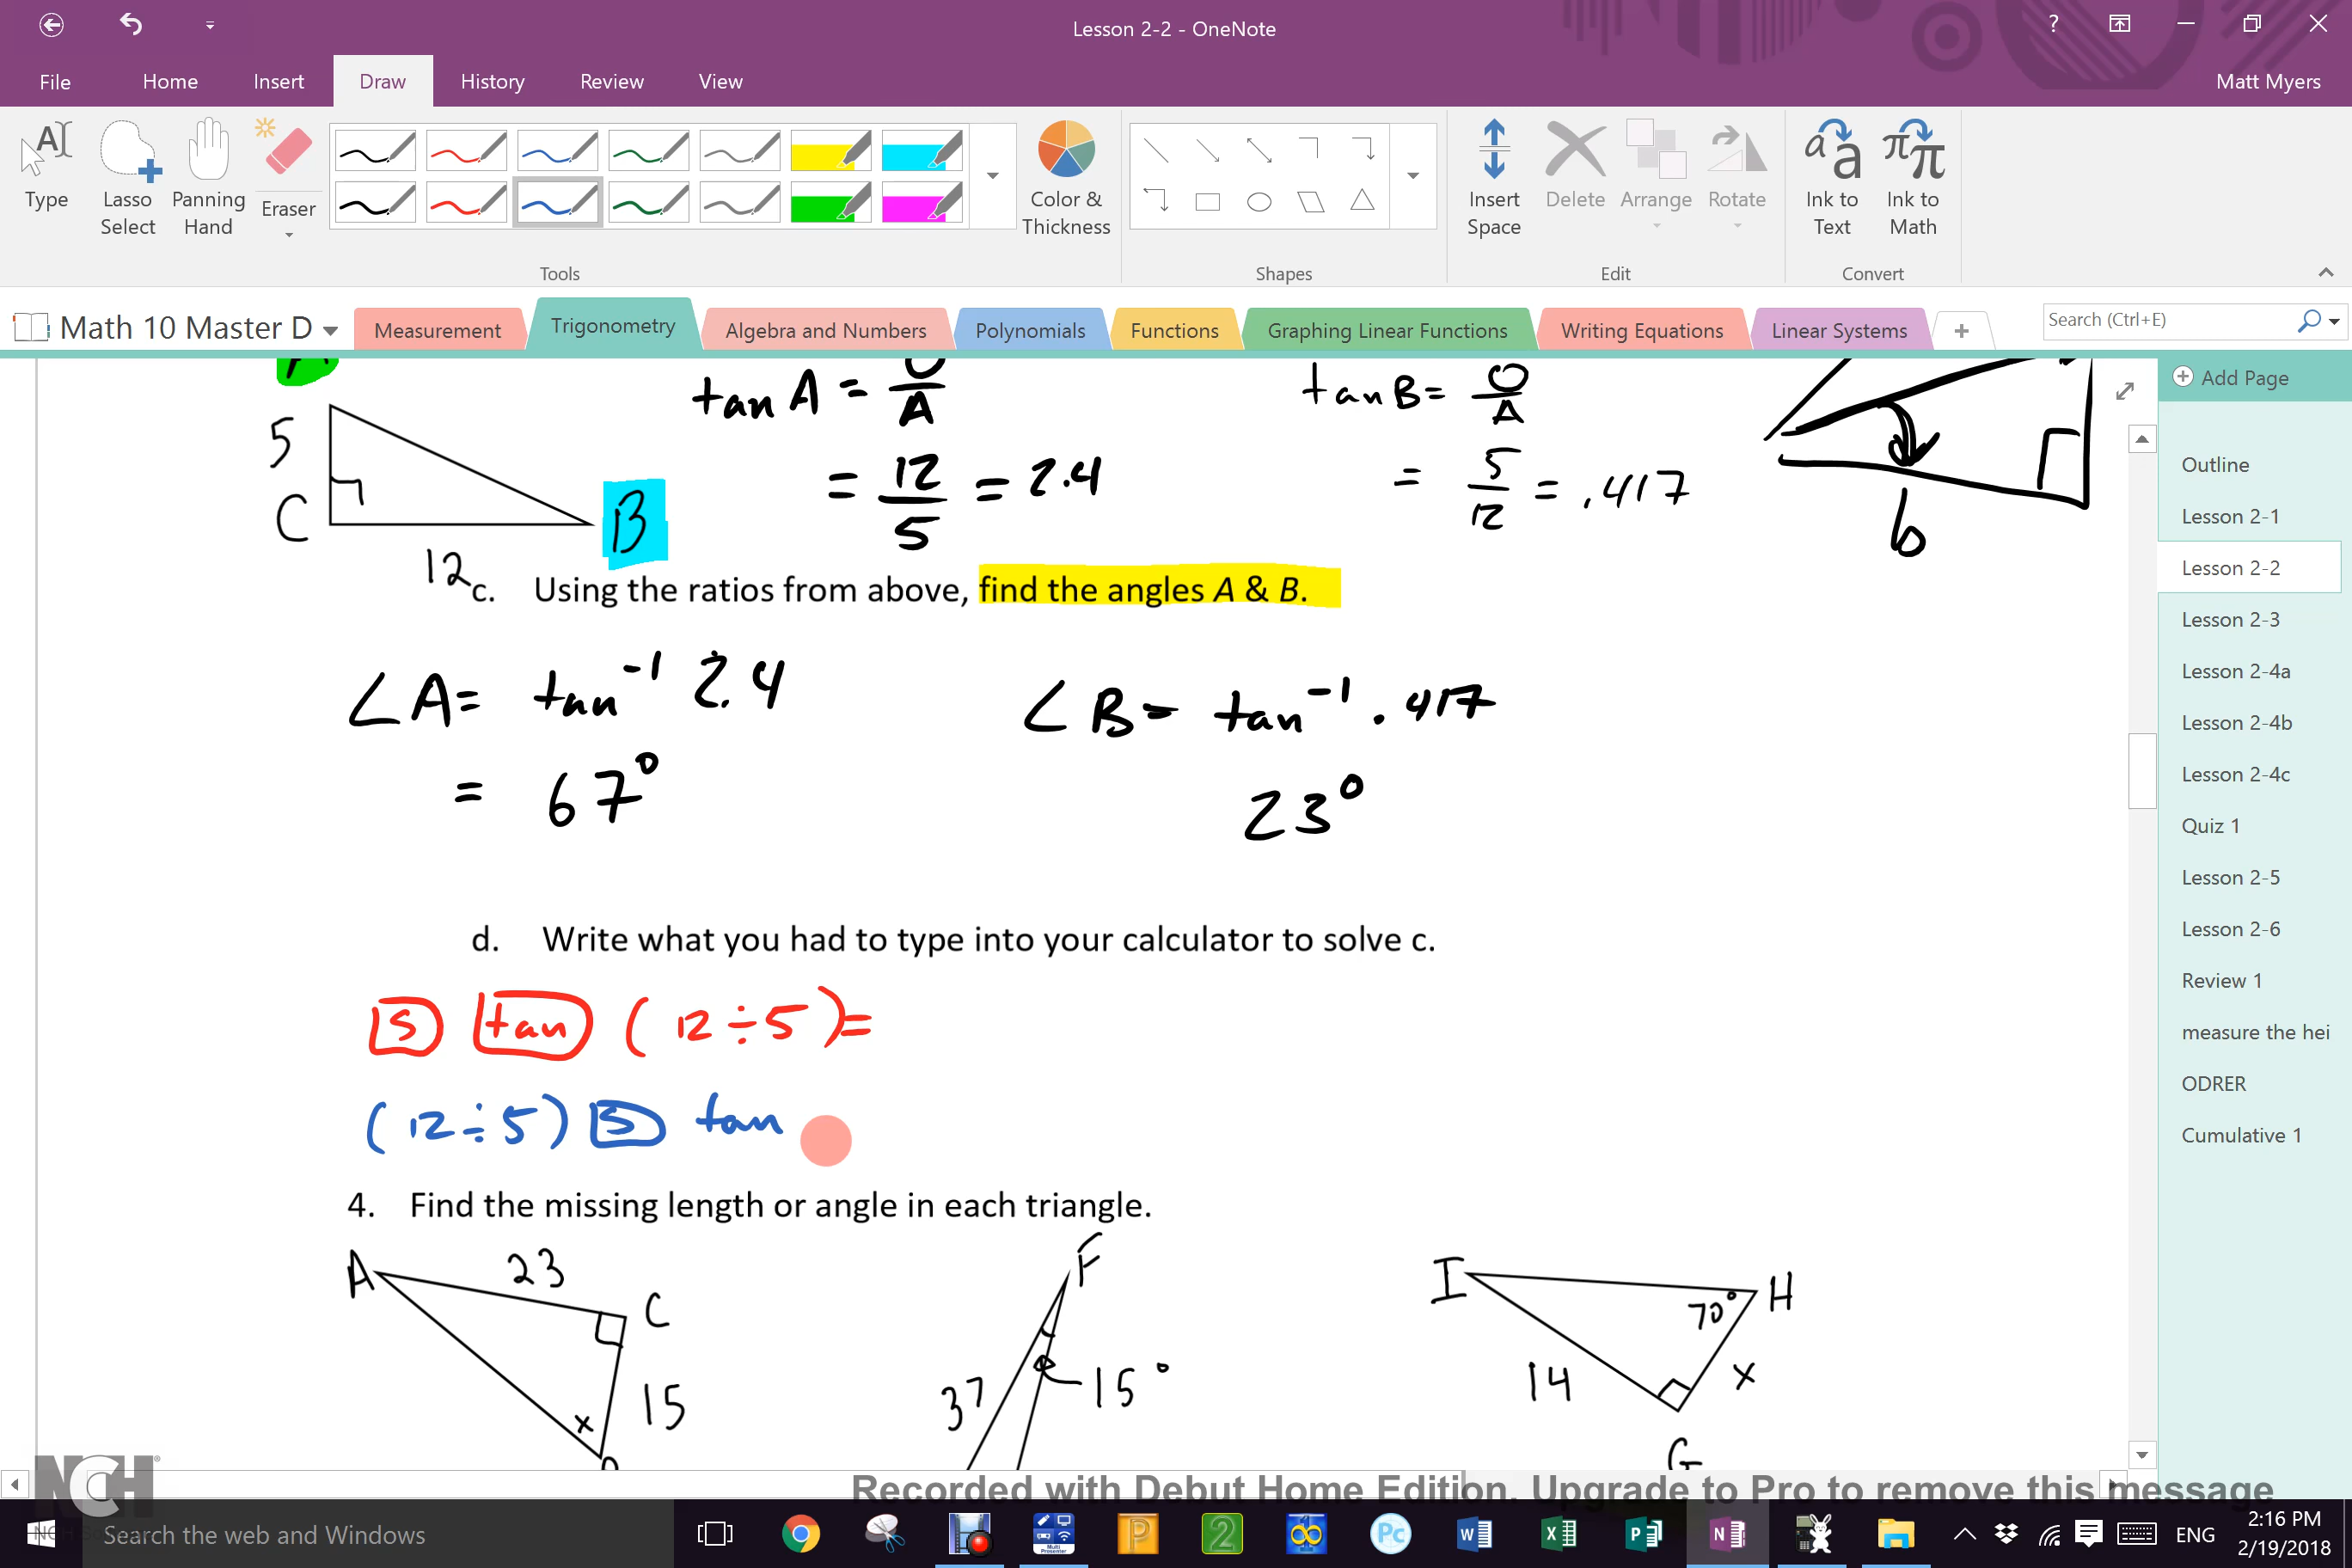 Lesson 2-2 - OneNote
File Home Insert Draw History Review View
Matt Myers
Type
Lasso Select
Panning Hand
Eraser
Color & Thickness
Insert Space
Delete
Arrange
Rotate
Ink to Text
Ink to Math
Tools Shapes Edit Convert
Math 10 Master D
Measurement Trigonometry Algebra and Numbers Polynomials Functions Graphing Linear Functions Writing Equations Linear Systems
Search (Ctrl+E)
Add Page
Outline
Lesson 2-1
Lesson 2-2
Lesson 2-3
Lesson 2-4a
Lesson 2-4b
Lesson 2-4c
Quiz 1
Lesson 2-5
Lesson 2-6
Review 1
measure the hei
ODRER
Cumulative 1
tan A = O/A
= 12/5 = 2.4
tan B = O/A
= 5/12 = .417
5
C
B
12
b
c. Using the ratios from above, find the angles A & B.
∠A = tan⁻¹ 2.4
= 67°
∠B = tan⁻¹ .417
23°
d. Write what you had to type into your calculator to solve c.
S tan (12 ÷ 5) =
(12 ÷ 5) S tan
4. Find the missing length or angle in each triangle.
A 23 C
15
x
F
37
15°
I H
70°
14 x
G
NCH
Recorded with Debut Home Edition. Upgrade to Pro to remove this message
Search the web and Windows
ENG
2:16 PM
2/19/2018